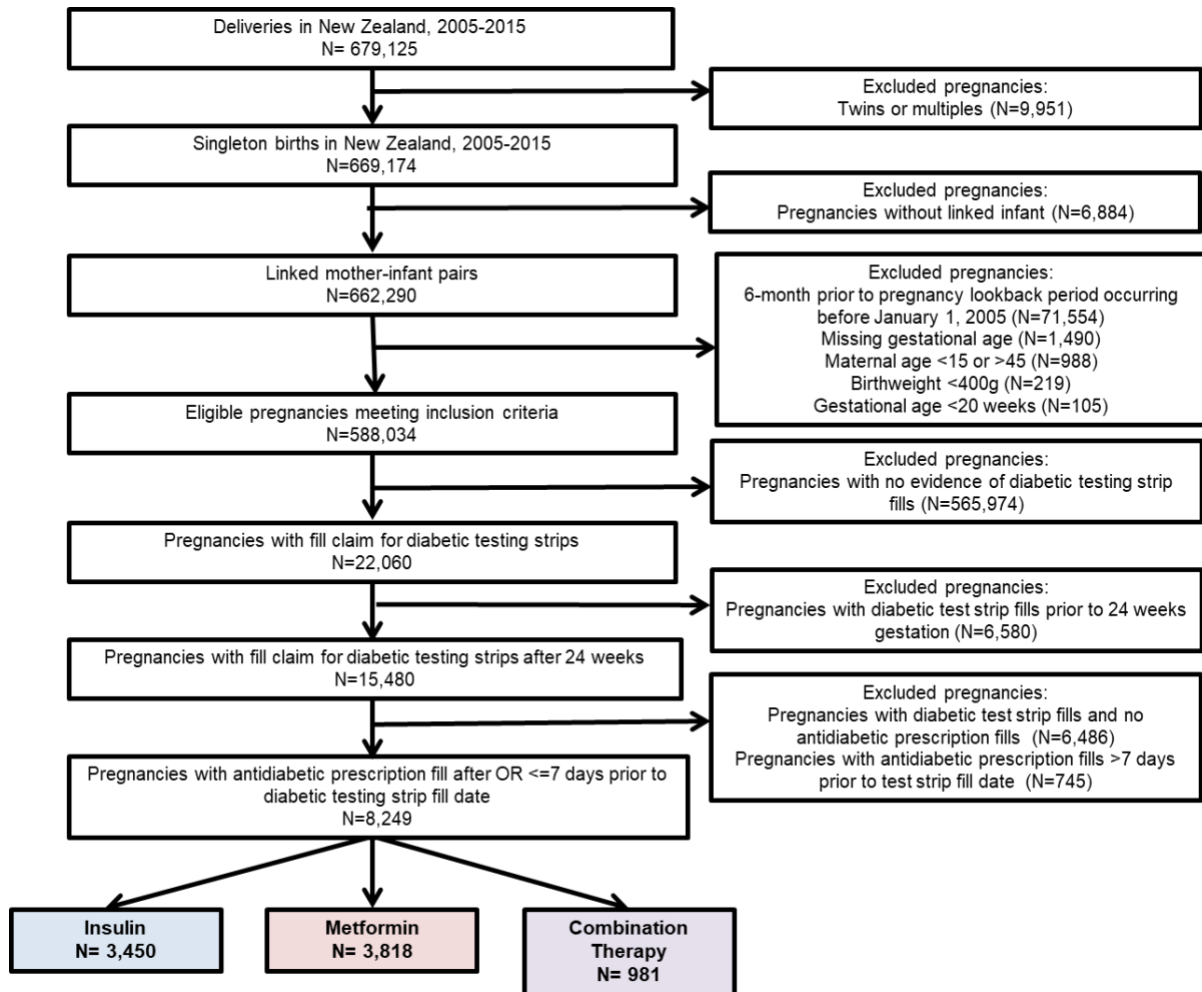 Deliveries in New Zealand, 2005-2015
N= 679,125
Excluded pregnancies:
Twins or multiples (N=9,951)
Singleton births in New Zealand, 2005-2015
N=669,174
Excluded pregnancies:
Pregnancies without linked infant (N=6,884)
Linked mother-infant pairs
N=662,290
Excluded pregnancies:
6-month prior to pregnancy lookback period occurring
before January 1, 2005 (N=71,554)
Missing gestational age (N=1,490)
Maternal age <15 or >45 (N=988)
Birthweight <400g (N=219)
Gestational age <20 weeks (N=105)
Eligible pregnancies meeting inclusion criteria
N=588,034
Excluded pregnancies:
Pregnancies with no evidence of diabetic testing strip
fills (N=565,974)
Pregnancies with fill claim for diabetic testing strips
N=22,060
Excluded pregnancies:
Pregnancies with diabetic test strip fills prior to 24 weeks
gestation (N=6,580)
Pregnancies with fill claim for diabetic testing strips after 24 weeks
N=15,480
Excluded pregnancies:
Pregnancies with diabetic test strip fills and no
antidiabetic prescription fills (N=6,486)
Pregnancies with antidiabetic prescription fills >7 days
prior to test strip fill date (N=745)
Pregnancies with antidiabetic prescription fill after OR <=7 days prior to
diabetic testing strip fill date
N=8,249
Insulin
N= 3,450
Metformin
N= 3,818
Combination
Therapy
N= 981